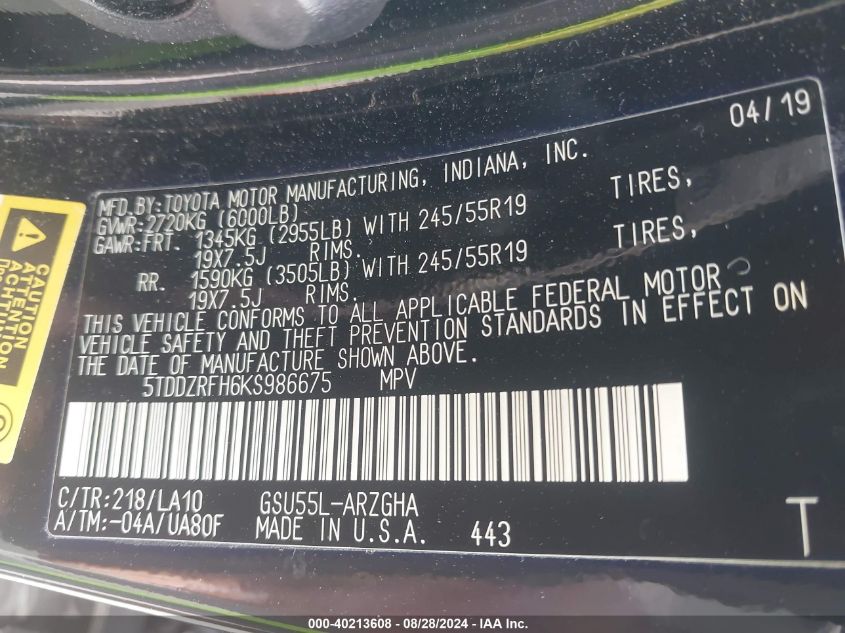 04/19
MFD.BY:TOYOTA MOTOR MANUFACTURING, INDIANA, INC.
GVWR:2720KG (6000LB)
GAWR:FRT. 1345KG (2955LB) WITH 245/55R19 TIRES,
19X7.5J RIMS.
RR. 1590KG (3505LB) WITH 245/55R19 TIRES,
19X7.5J RIMS.
THIS VEHICLE CONFORMS TO ALL APPLICABLE FEDERAL MOTOR
VEHICLE SAFETY AND THEFT PREVENTION STANDARDS IN EFFECT ON
THE DATE OF MANUFACTURE SHOWN ABOVE.
5TDDZRFH6KS986675 MPV
C/TR:218/LA10 GSU55L-ARZGHA
A/TM:-04A/UA80F MADE IN U.S.A. 443 T
CAUTION
ATTENTION
ACHTUNG
000-40213608 / 08/28/2024 - IAA Inc.